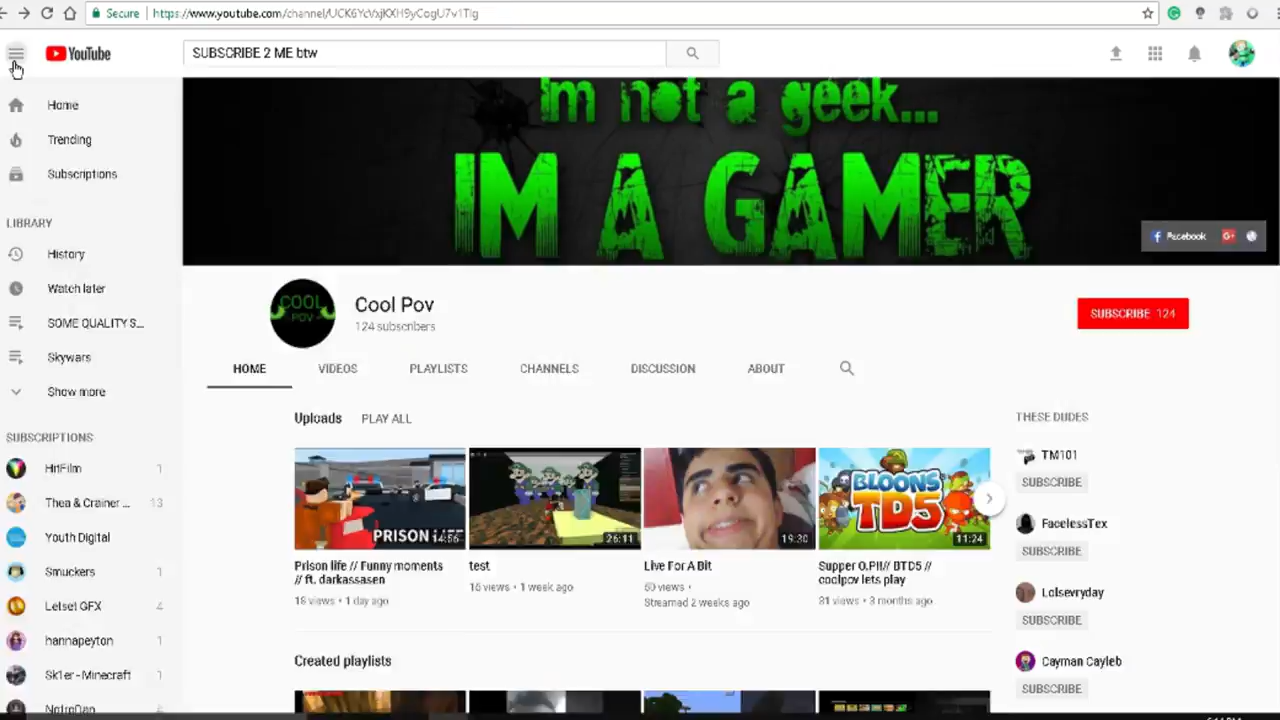 Secure
https://www.youtube.com/channel/
YouTube
SUBSCRIBE 2 ME btw
Home
Trending
Subscriptions
LIBRARY
History
Watch later
SOME QUALITY S...
Skywars
Show more
SUBSCRIPTIONS
HitFilm 1
Thea & Crainer ... 13
Youth Digital
Smuckers 1
Letset GFX 4
hannapeyton 1
Sk1er - Minecraft 1
Im not a geek...
IM A GAMER
Facebook
COOL
POV
Cool Pov
124 subscribers
SUBSCRIBE 124
HOME
VIDEOS
PLAYLISTS
CHANNELS
DISCUSSION
ABOUT
Uploads
PLAY ALL
PRISON
14:56
26:11
19:30
BLOONS
TD5
11:24
Prison life // Funny moments
// ft. darkassasen
18 views • 1 day ago
test
16 views • 1 week ago
Live For A Bit
60 views •
Streamed 2 weeks ago
Supper O.P!// BTD5 //
coolpov lets play
31 views • 3 months ago
Created playlists
THESE DUDES
TM101
SUBSCRIBE
FacelessTex
SUBSCRIBE
Lolsevryday
SUBSCRIBE
Cayman Cayleb
SUBSCRIBE